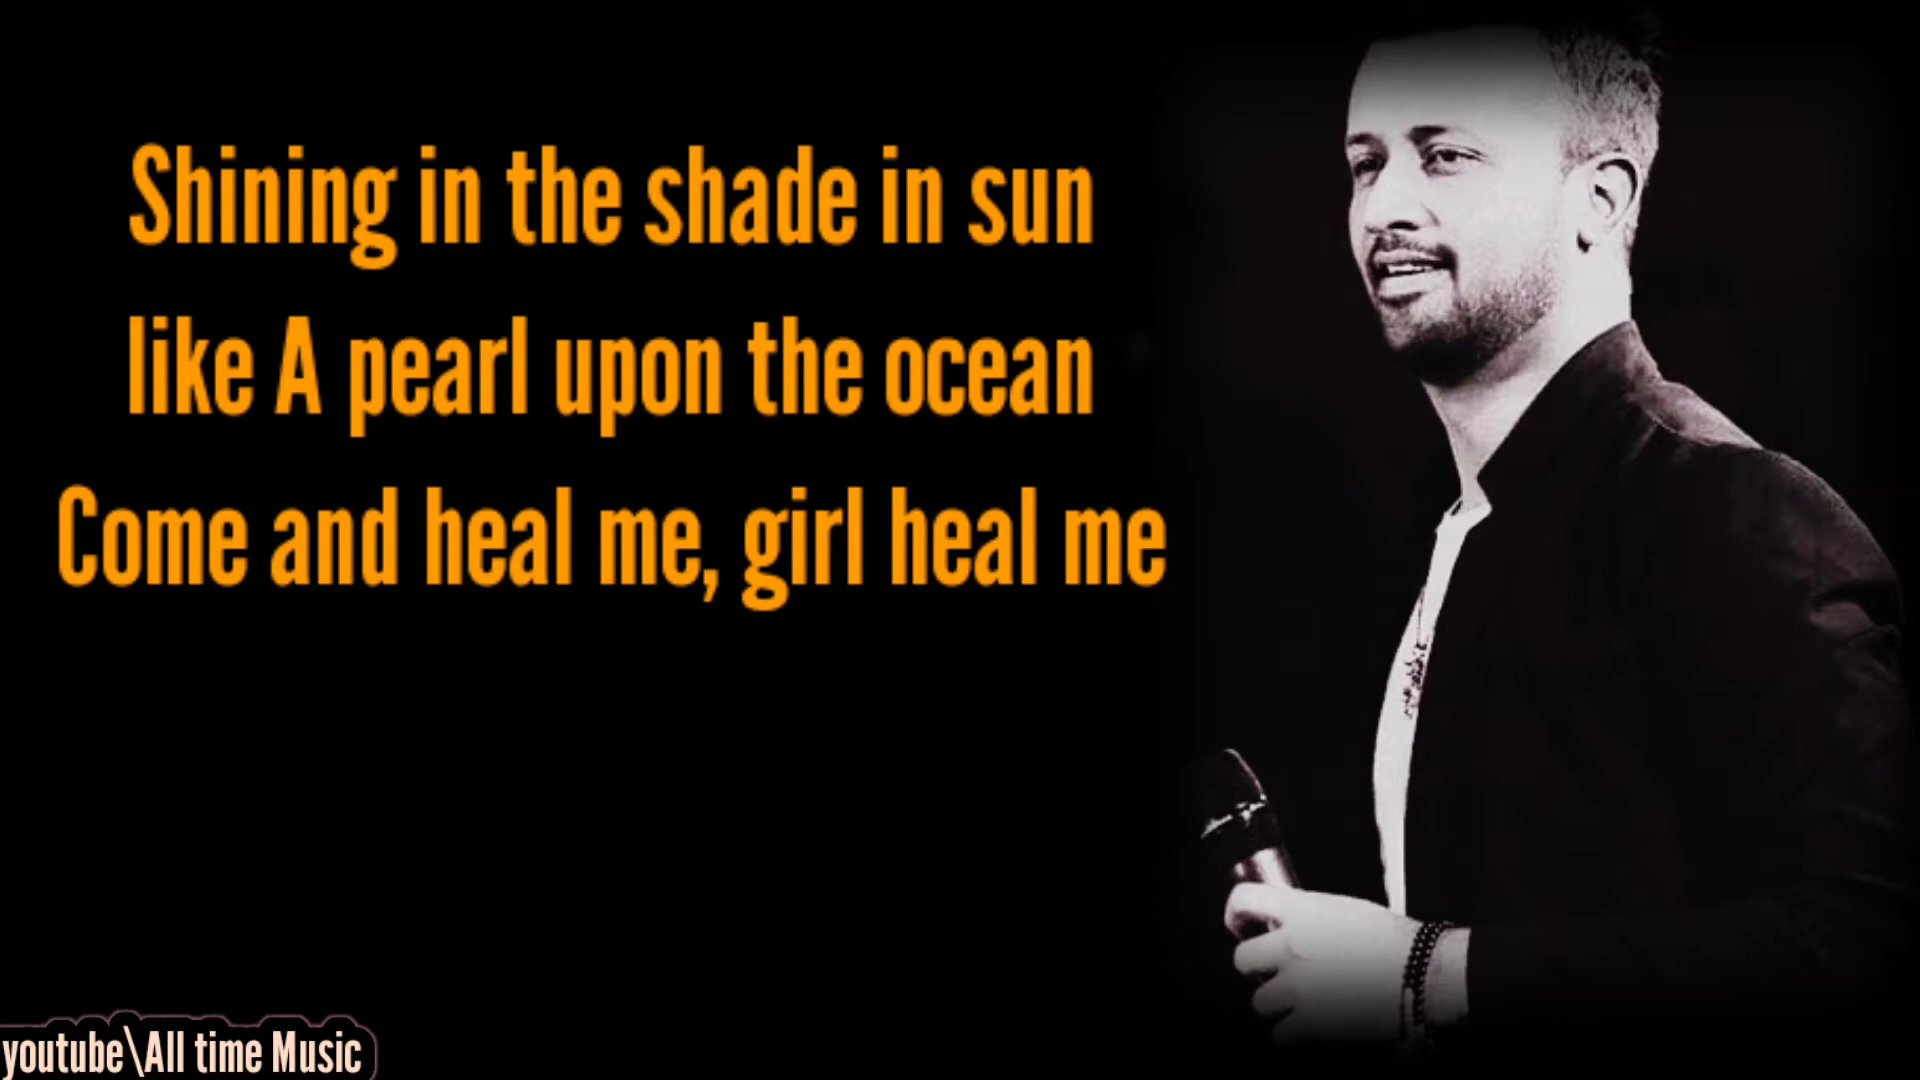 Shining in the shade in sun
like A pearl upon the ocean
Come and heal me, girl heal me
youtube\All time Music